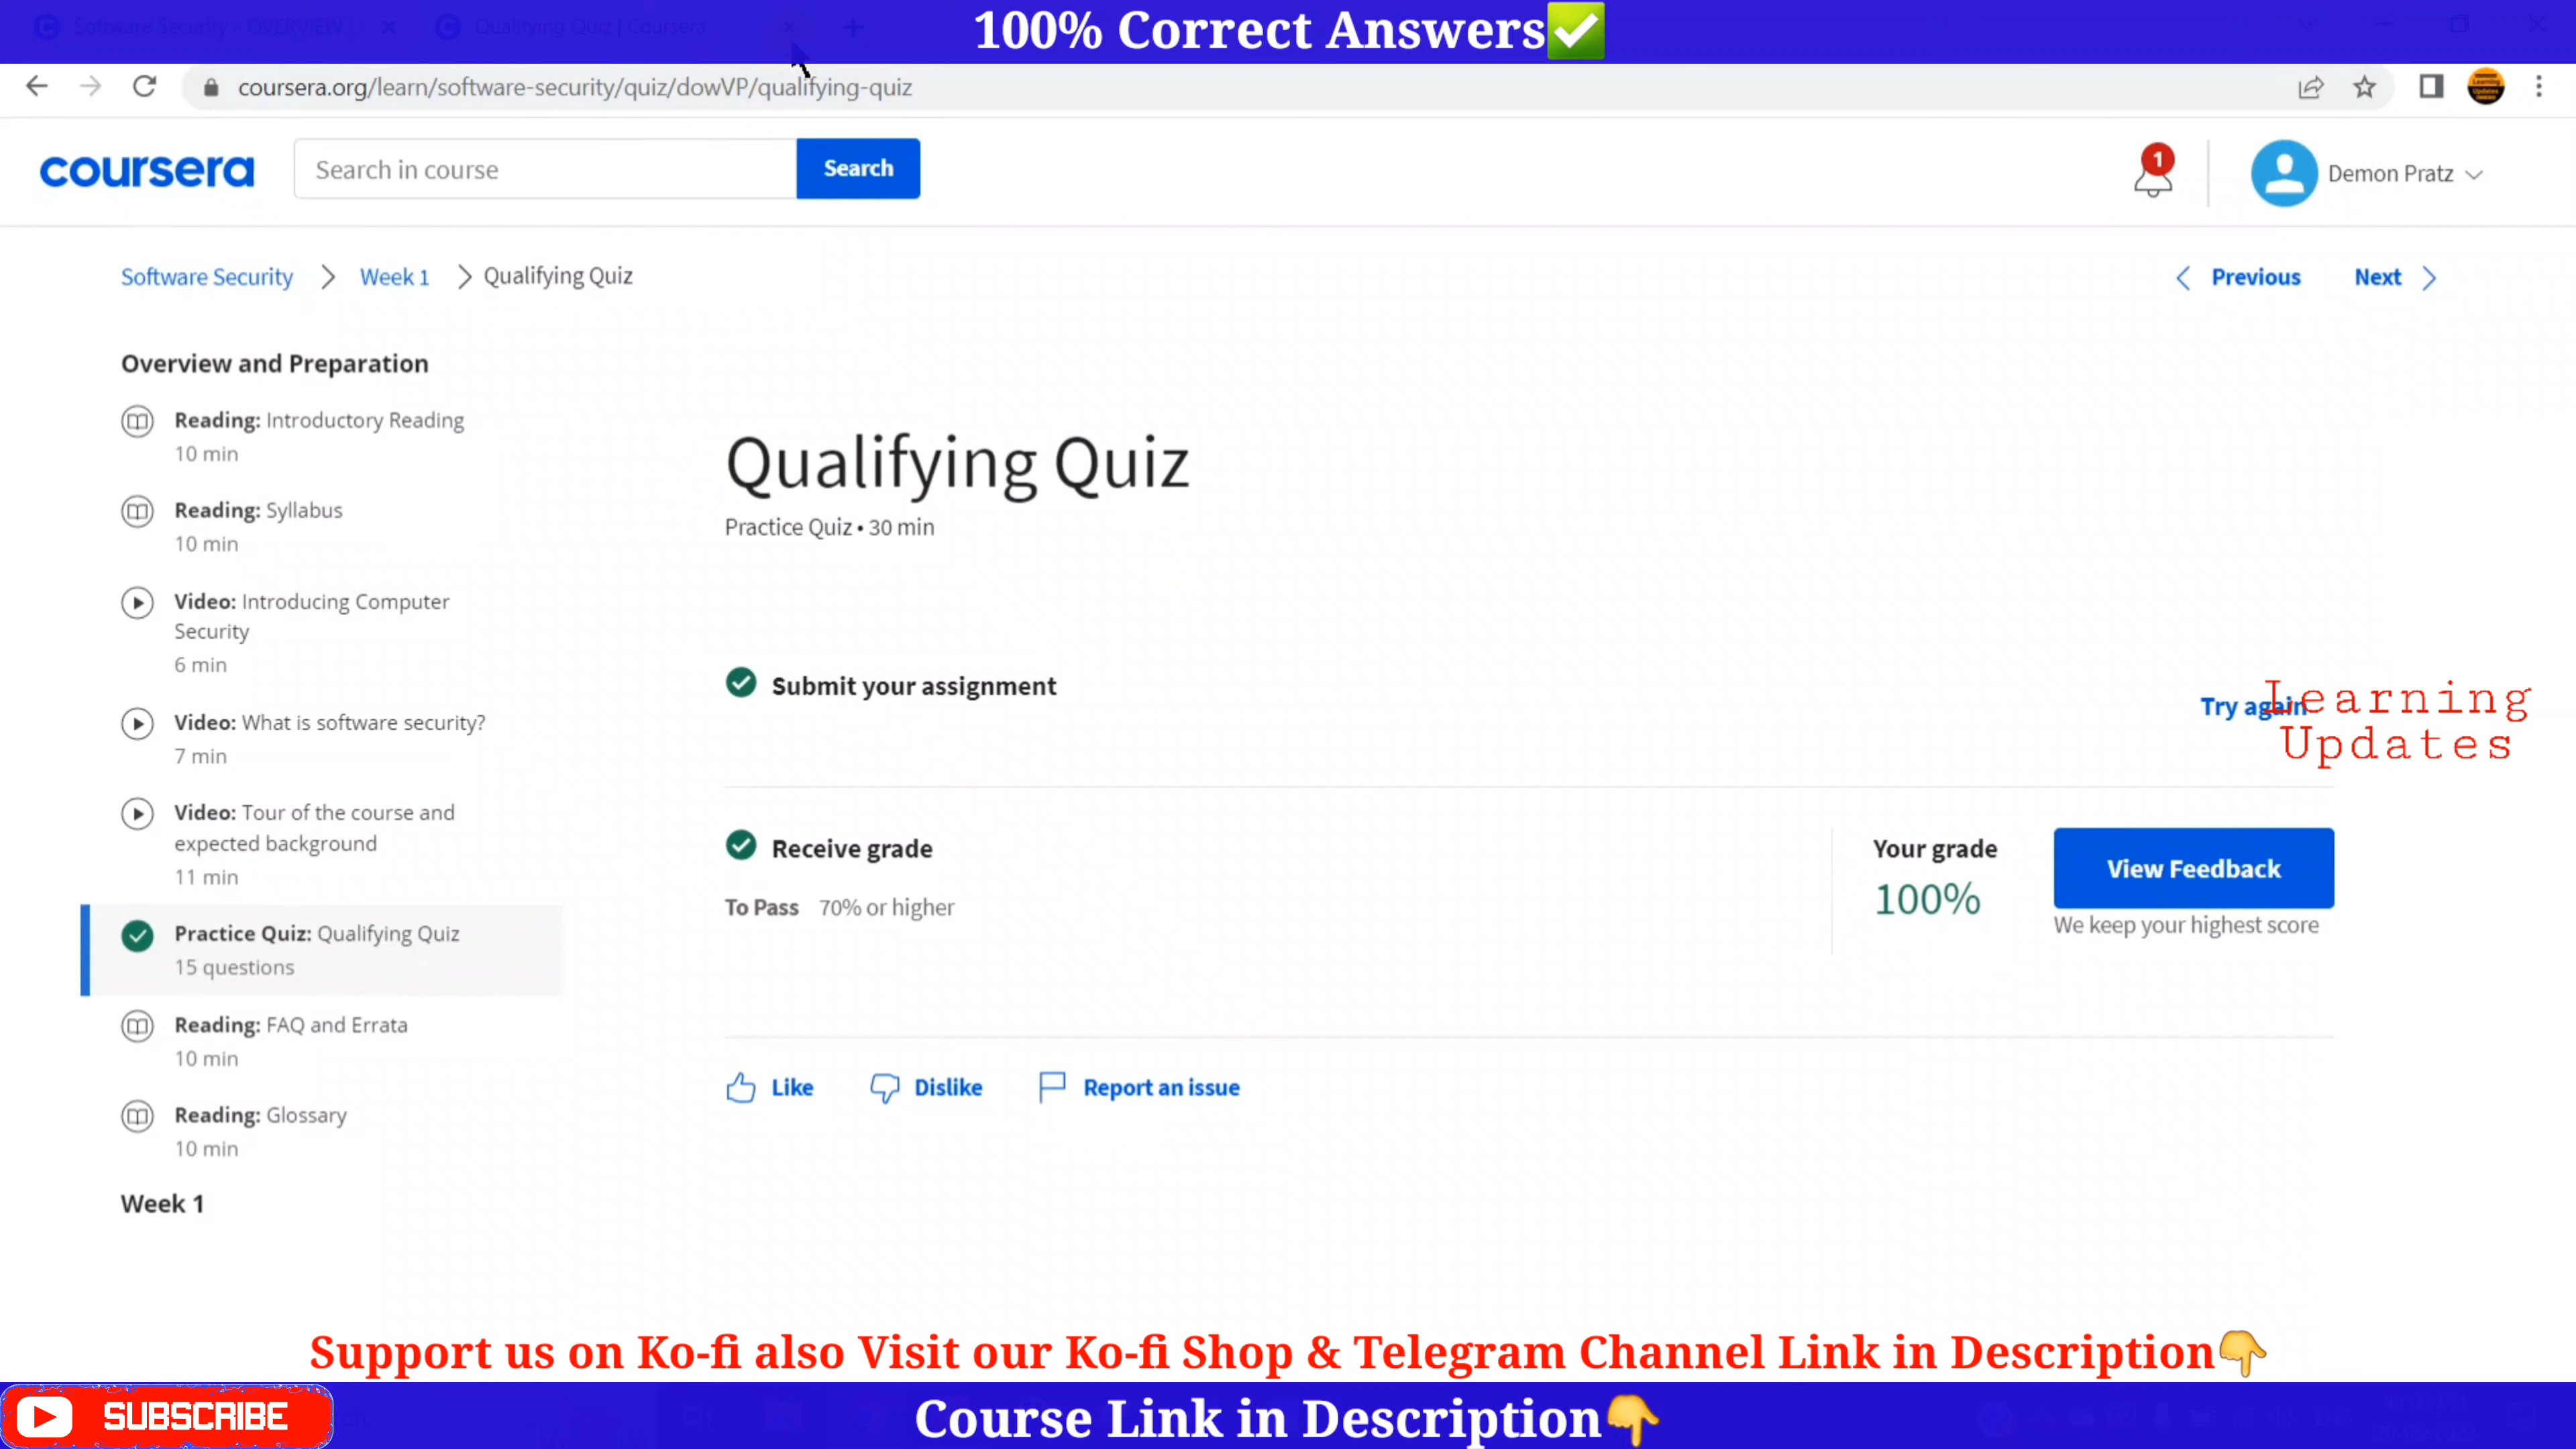 Software Security - OVERVIEW |
Qualifying Quiz | Coursera
100% Correct Answers✅
coursera.org/learn/software-security/quiz/dowVP/qualifying-quiz
coursera
Search in course
Search
1
Demon Pratz
Software Security
Week 1
Qualifying Quiz
Previous
Next
Overview and Preparation
Reading: Introductory Reading
10 min
Reading: Syllabus
10 min
Video: Introducing Computer
Security
6 min
Video: What is software security?
7 min
Video: Tour of the course and
expected background
11 min
Practice Quiz: Qualifying Quiz
15 questions
Reading: FAQ and Errata
10 min
Reading: Glossary
10 min
Week 1
Qualifying Quiz
Practice Quiz • 30 min
Submit your assignment
Try again
Learning
Updates
Receive grade
To Pass 70% or higher
Your grade
100%
View Feedback
We keep your highest score
Like
Dislike
Report an issue
Support us on Ko-fi also Visit our Ko-fi Shop & Telegram Channel Link in Description👇
SUBSCRIBE
Course Link in Description👇